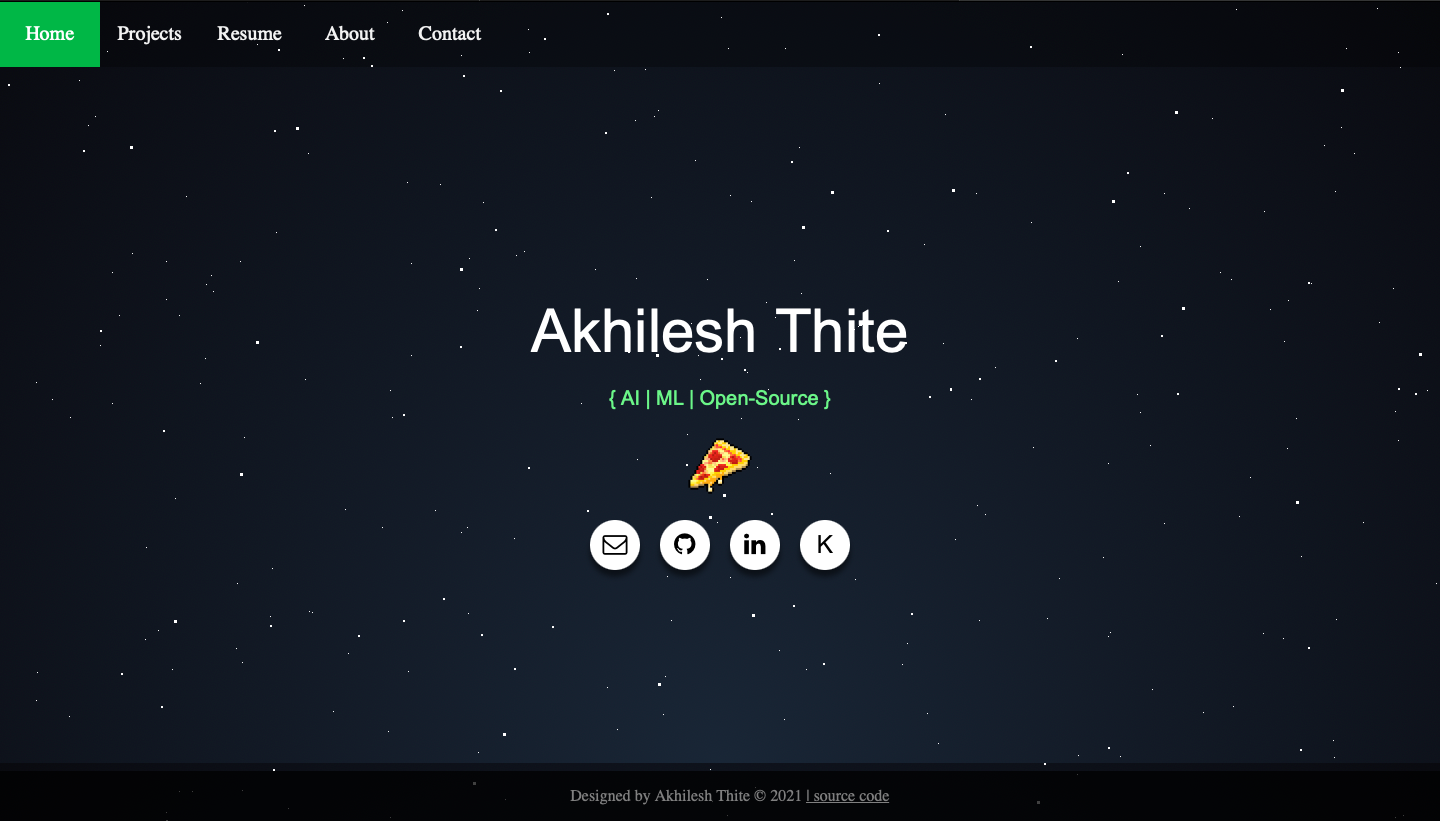 Home Projects Resume About Contact
Akhilesh Thite
{ AI | ML | Open-Source }
in K
Designed by Akhilesh Thite © 2021 | source code